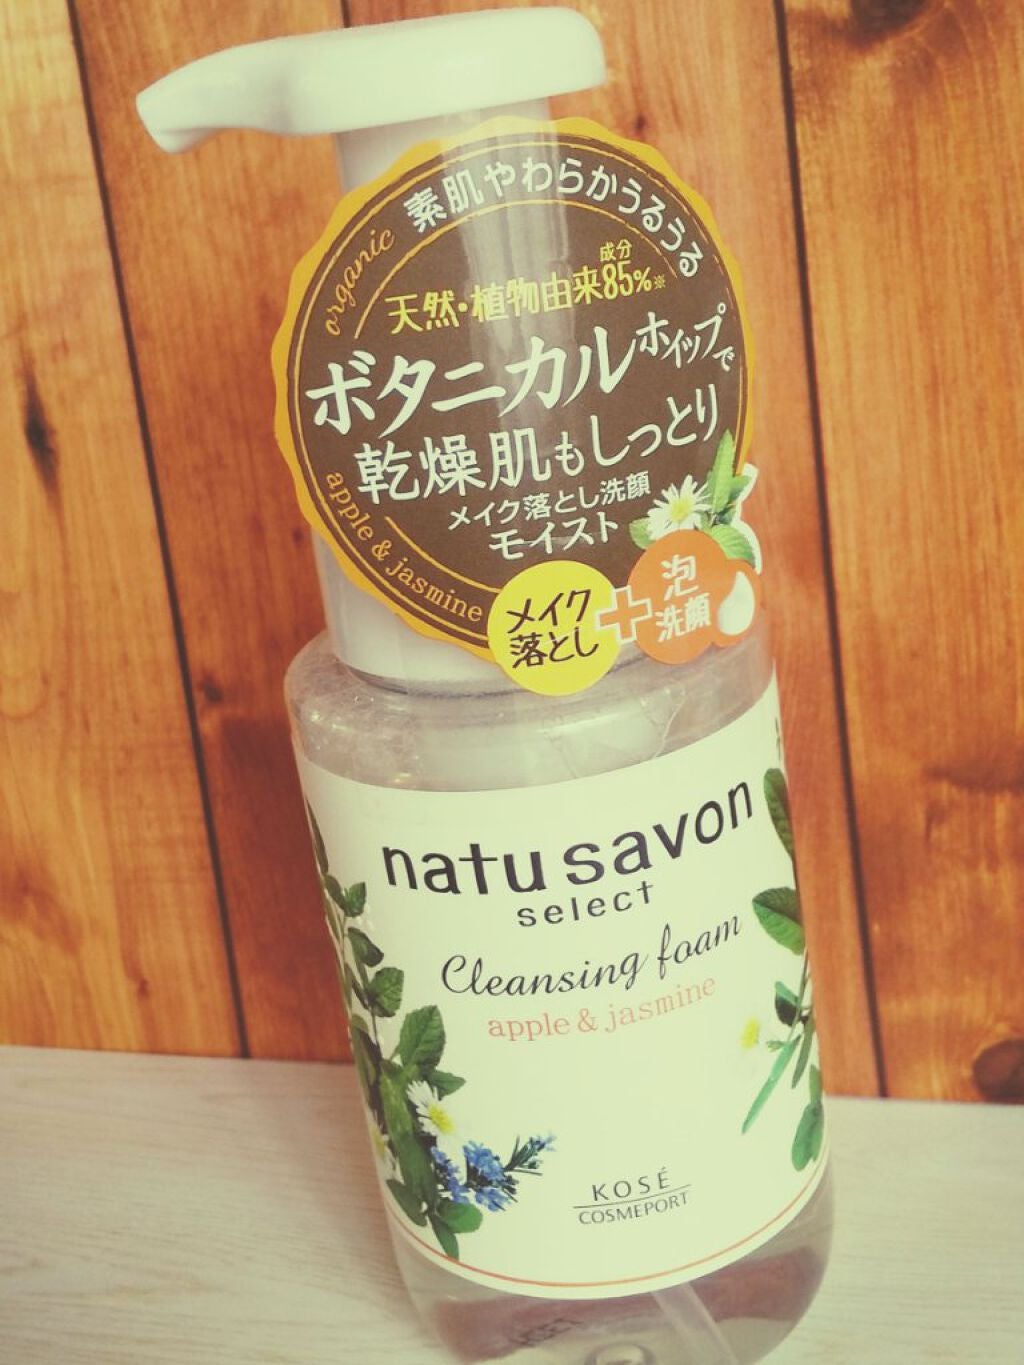 organic
素肌やわらかうるうる
成分
天然・植物由来85%※
ボタニカルホイップで
乾燥肌もしっとり
メイク落とし洗顔
モイスト
apple & jasmine
メイク
落とし
+
泡
洗顔
natu savon
select
Cleansing foam
apple & jasmine
KOSÉ
COSMEPORT